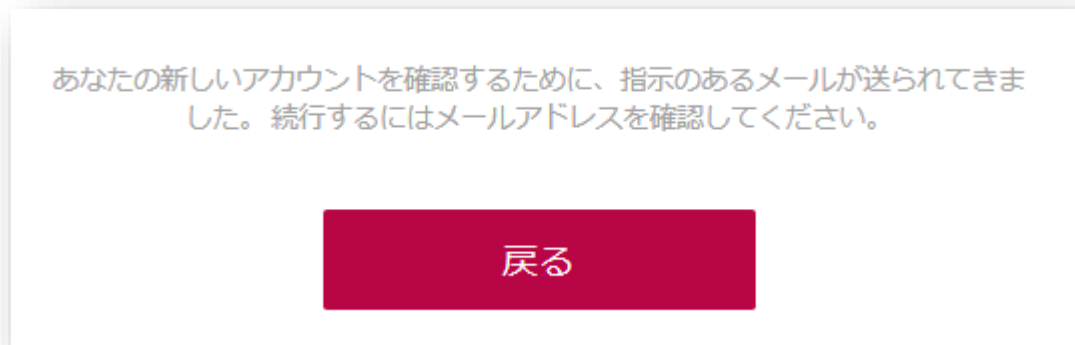 あなたの新しいアカウントを確認するために、指示のあるメールが送られてきま
した。 続行するにはメールアドレスを確認してください。
戻る